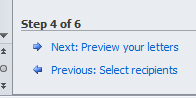 Step 4 of 6
Next: Preview your letters
Previous: Select recipients